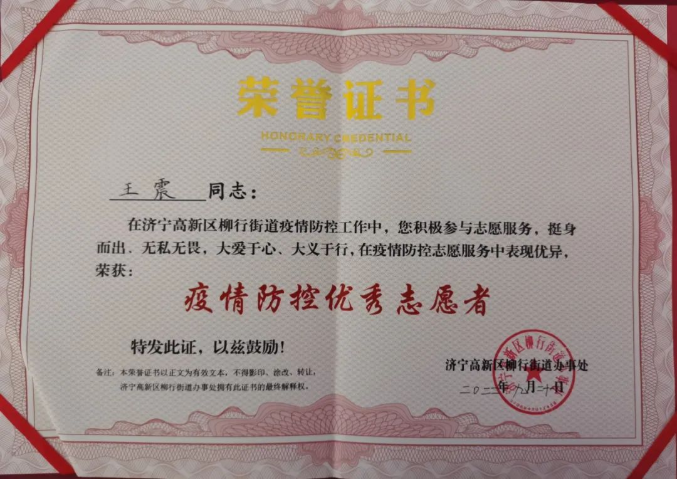 荣誉证书
HONORARY CREDENTIAL
王震 同志：
在济宁高新区柳行街道疫情防控工作中，您积极参与志愿服务，挺身
而出、无私无畏，大爱于心、大义于行，在疫情防控志愿服务中表现优异，
荣获：
疫情防控优秀志愿者
特发此证，以兹鼓励！
备注：本荣誉证书以正文为有效文本，不得影印、涂改、转让，
济宁高新区柳行街道办事处拥有此证书的最终解释权。
济宁高新区柳行街道办事处
年 月 日